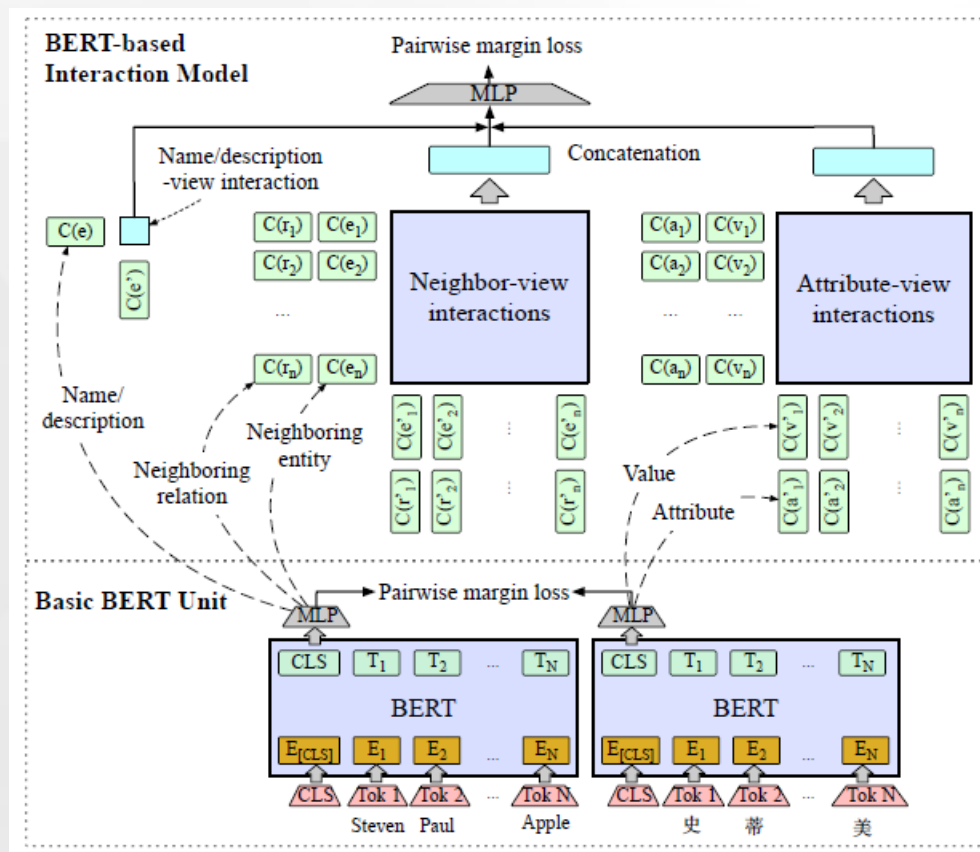 BERT-based
Interaction Model
Pairwise margin loss
MLP
Name/description
-view interaction
Concatenation
C(e)
C(e')
C(r₁) C(e₁)
C(r₂) C(e₂)
...
C(rₙ) C(eₙ)
Neighbor-view
interactions
C(e'₁) C(e'₂) ... C(e'ₙ)
C(r'₁) C(r'₂) ... C(r'ₙ)
C(a₁) C(v₁)
C(a₂) C(v₂)
... ...
C(aₙ) C(vₙ)
Attribute-view
interactions
C(v'₁) C(v'₂) ... C(v'ₙ)
C(a'₁) C(a'₂) ... C(a'ₙ)
Name/
description
Neighboring
relation
Neighboring
entity
Value
Attribute
Basic BERT Unit
Pairwise margin loss
MLP MLP
CLS T₁ T₂ ... T_N
BERT
E[CLS] E₁ E₂ ... E_N
CLS Tok 1 Tok 2 ... Tok N
Steven Paul Apple
CLS T₁ T₂ ... T_N
BERT
E[CLS] E₁ E₂ ... E_N
CLS Tok 1 Tok 2 ... Tok N
史 蒂 美